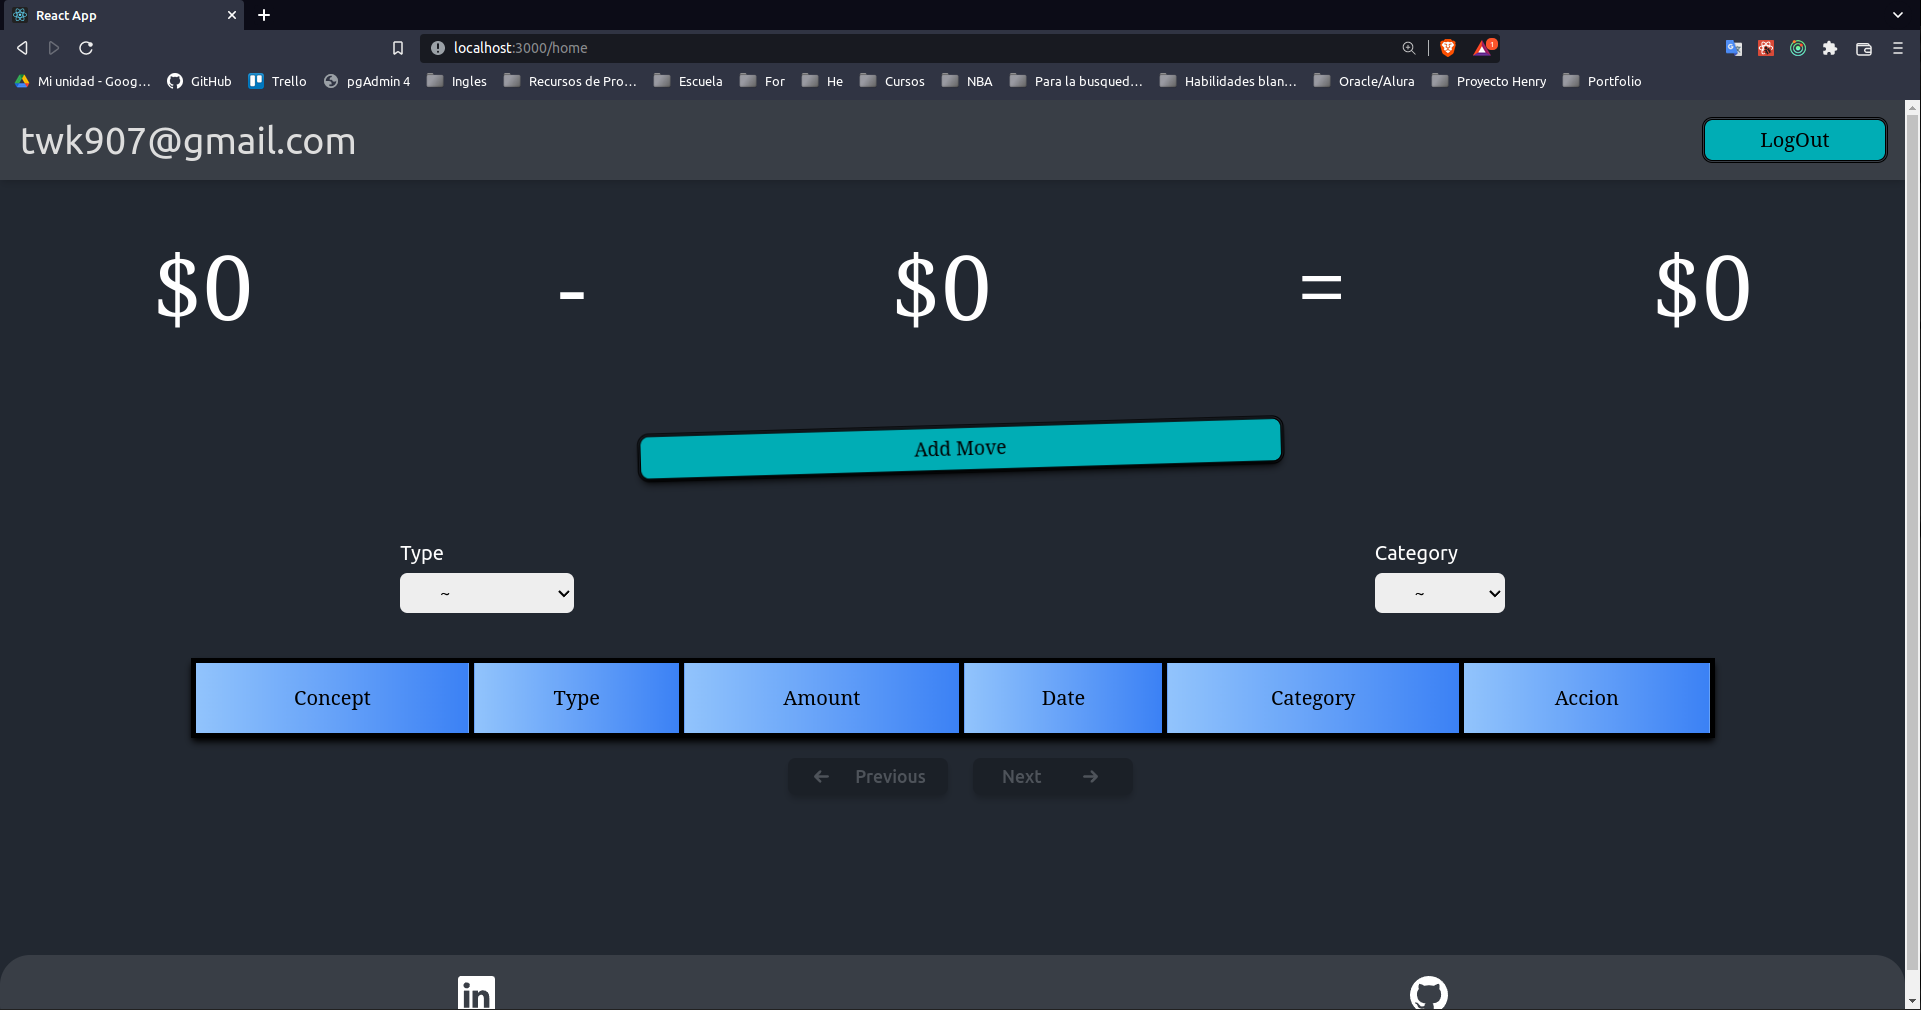 React App
localhost:3000/home
1
Mi unidad - Goog... GitHub Trello pgAdmin 4 Ingles Recursos de Pro... Escuela For He Cursos NBA Para la busqued... Habilidades blan... Oracle/Alura Proyecto Henry Portfolio
twk907@gmail.com LogOut
$0 - $0 = $0
Add Move
Type Category
~ ~
Concept Type Amount Date Category Accion
← Previous Next →
in